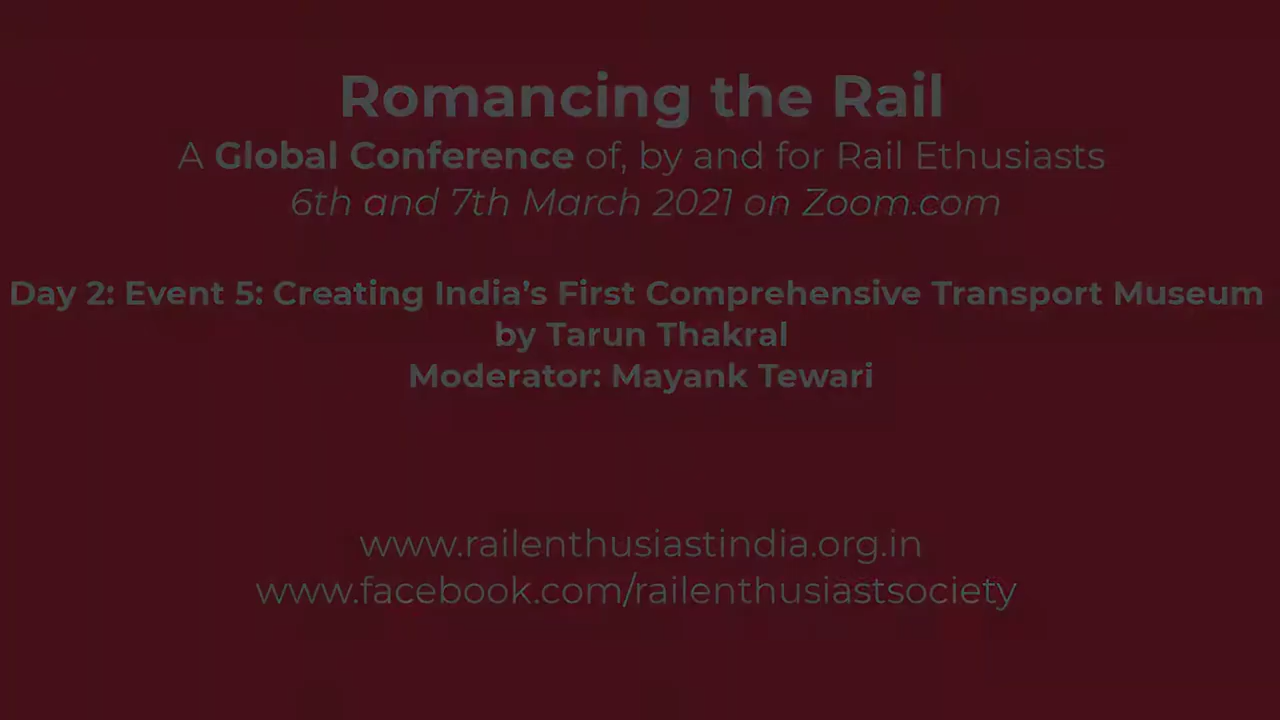 Romancing the Rail
A Global Conference of, by and for Rail Ethusiasts
6th and 7th March 2021 on Zoom.com
Day 2: Event 5: Creating India’s First Comprehensive Transport Museum
by Tarun Thakral
Moderator: Mayank Tewari
www.railenthusiastindia.org.in
www.facebook.com/railenthusiastsociety